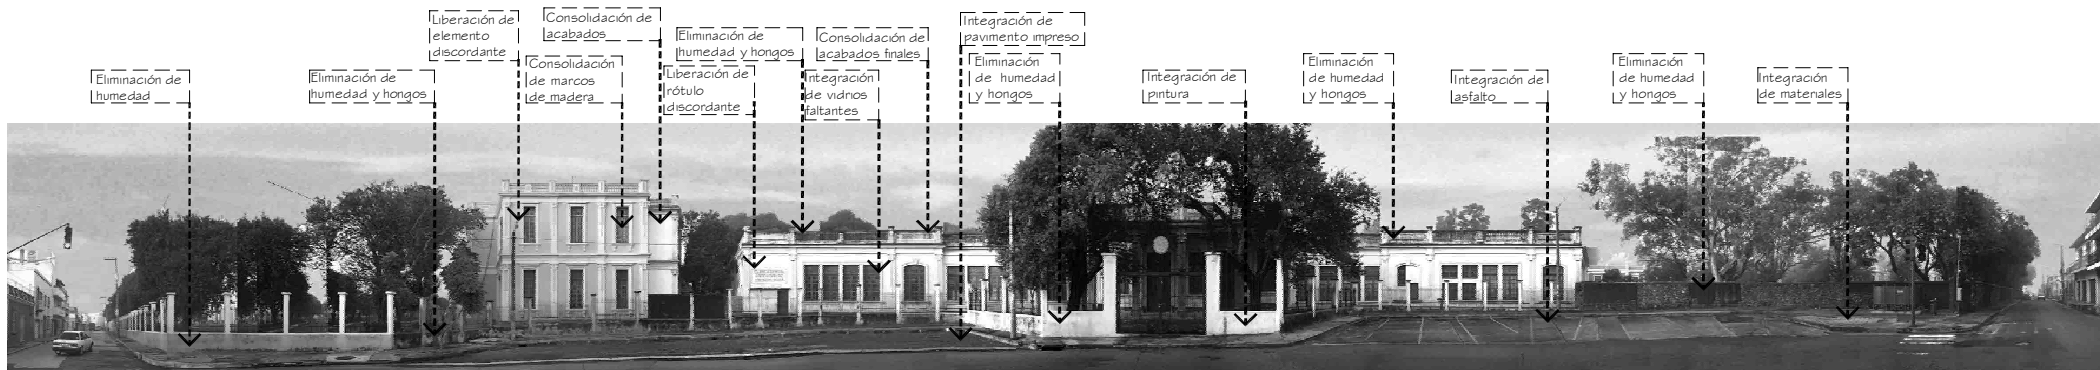 Eliminación de
humedad
Eliminación de
humedad y hongos
Liberación de
elemento
discordante
Consolidación de
acabados
Consolidación
de marcos
de madera
Eliminación de
humedad y hongos
Liberación de
rótulo
discordante
Consolidación de
acabados finales
Integración
de vidrios
faltantes
Integración de
pavimento impreso
Eliminación
de humedad
y hongos
Integración de
pintura
Eliminación
de humedad
y hongos
Integración de
asfalto
Eliminación
de humedad
y hongos
Integración
de materiales